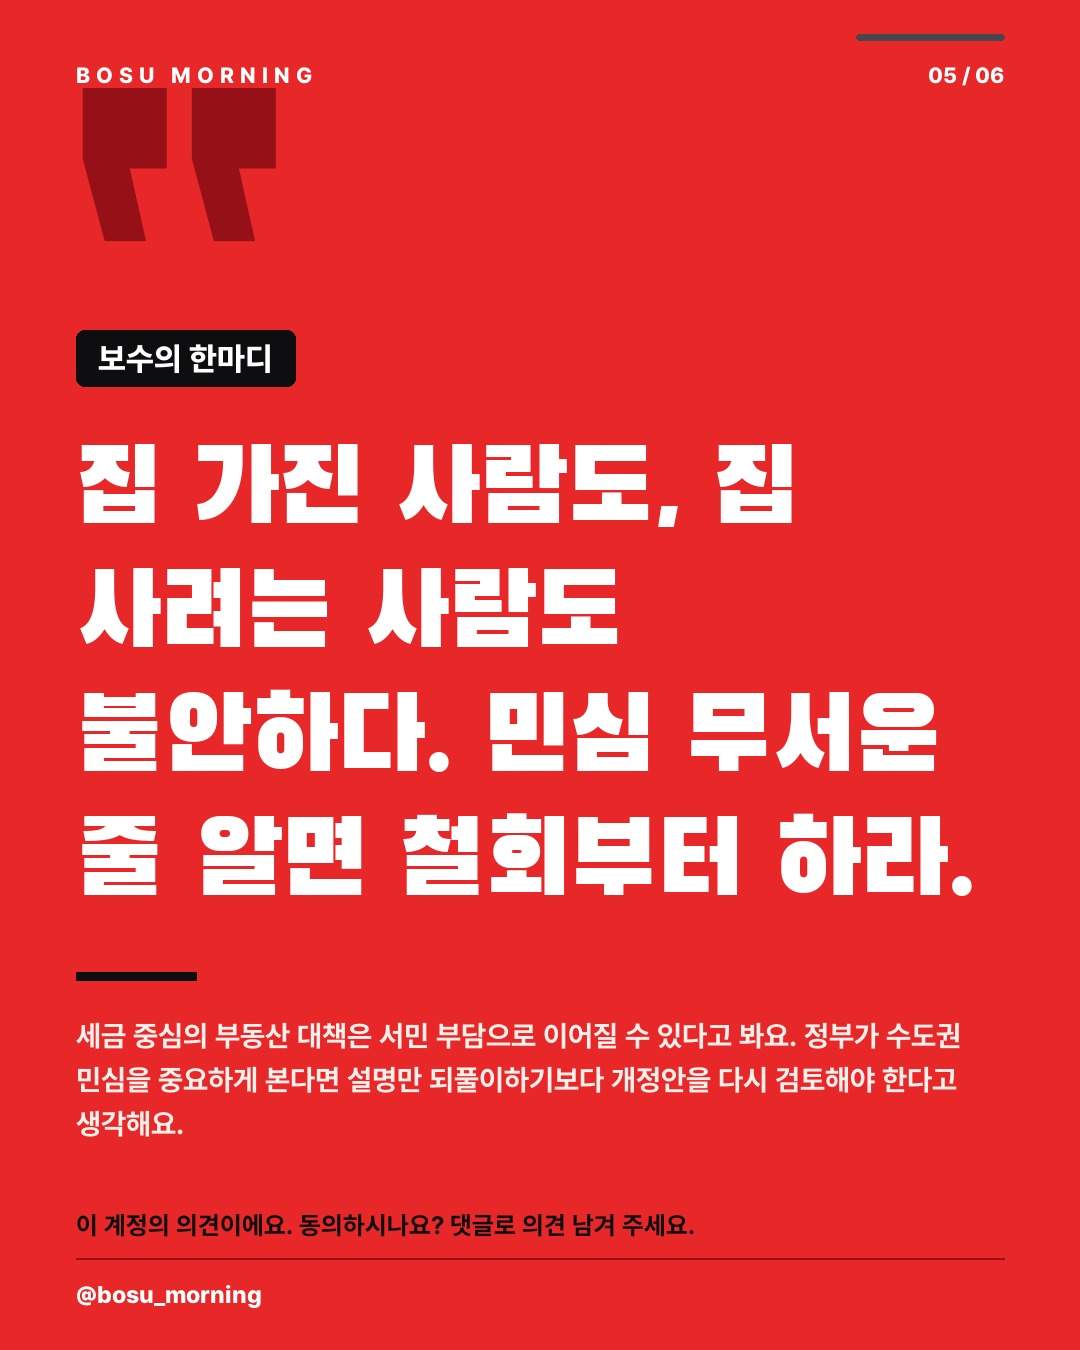 BOSU MORNING
05 / 06
보수의 한마디
집 가진 사람도, 집
사려는 사람도
불안하다. 민심 무서운
줄 알면 철회부터 하라.
세금 중심의 부동산 대책은 서민 부담으로 이어질 수 있다고 봐요. 정부가 수도권
민심을 중요하게 본다면 설명만 되풀이하기보다 개정안을 다시 검토해야 한다고
생각해요.
이 계정의 의견이에요. 동의하시나요? 댓글로 의견 남겨 주세요.
@bosu_morning